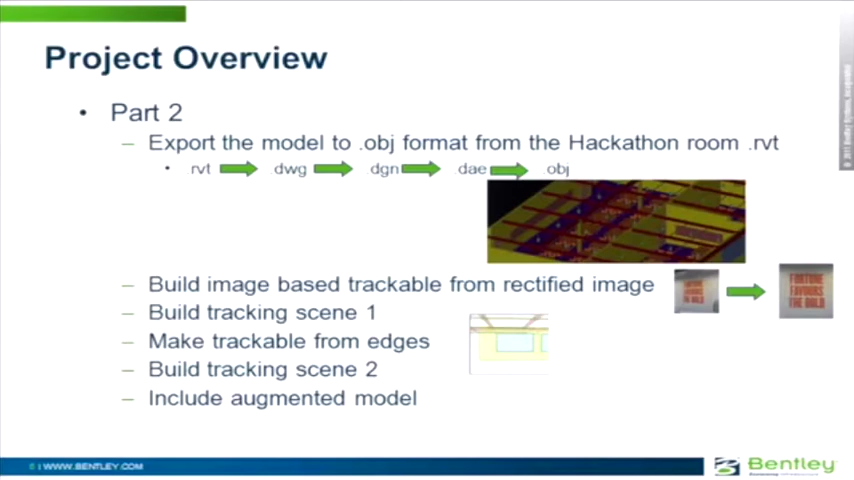 Project Overview
• Part 2
– Export the model to .obj format from the Hackathon room .rvt
• rvt .dwg .dgn .dae obj
– Build image based trackable from rectified image
FORTUNE
FAVOURS
THE BOLD
– Build tracking scene 1
– Make trackable from edges
– Build tracking scene 2
– Include augmented model
WWW.BENTLEY.COM
Bentley